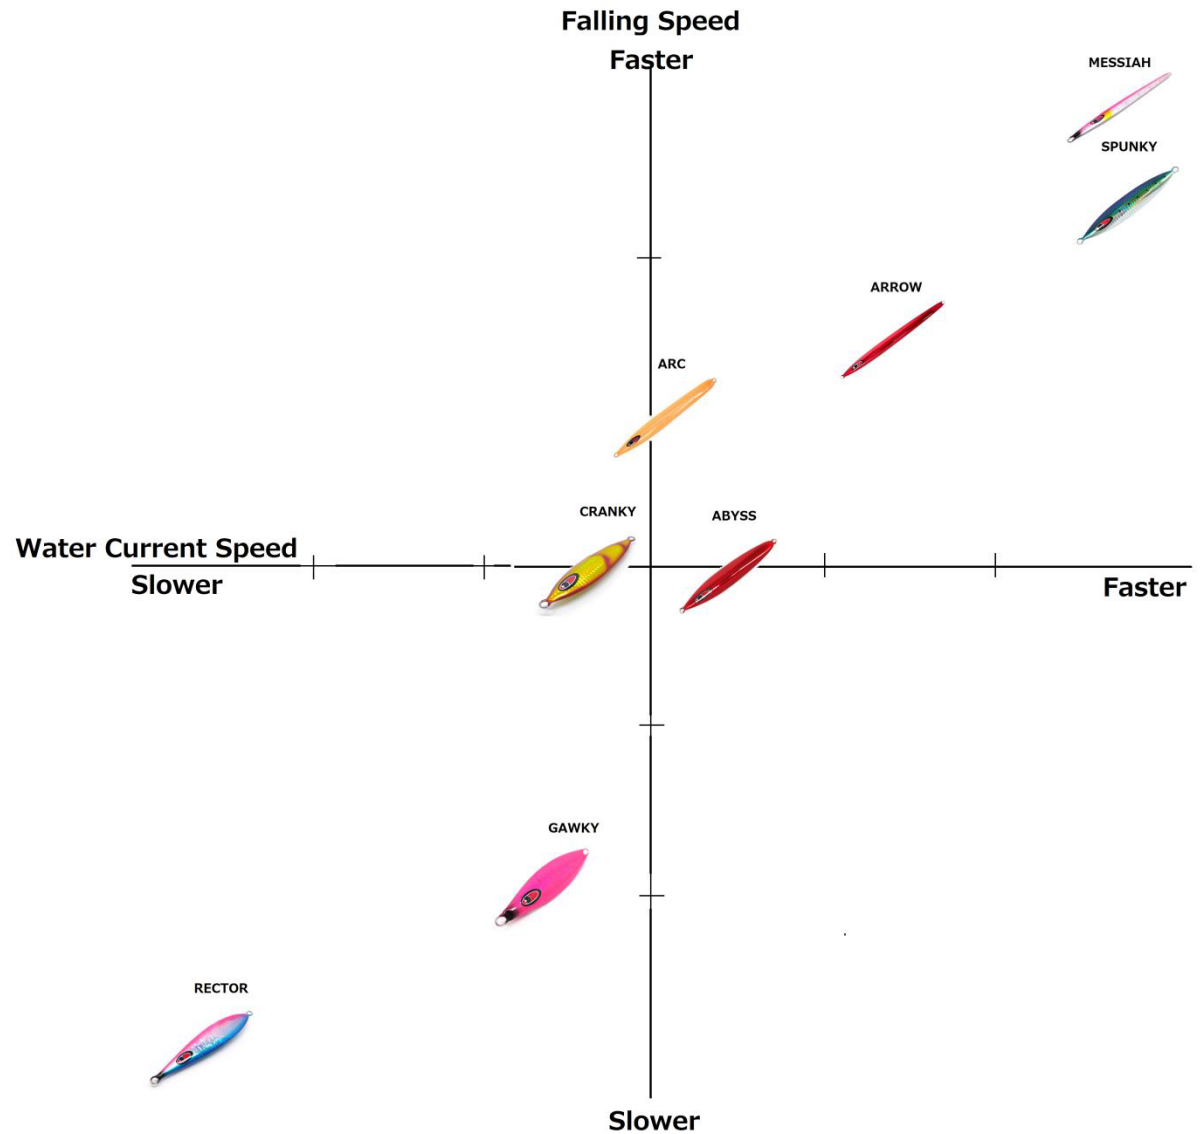 Falling Speed
Faster
MESSIAH
SPUNKY
ARROW
ARC
CRANKY
ABYSS
Water Current Speed
Slower
Faster
GAWKY
RECTOR
Slower